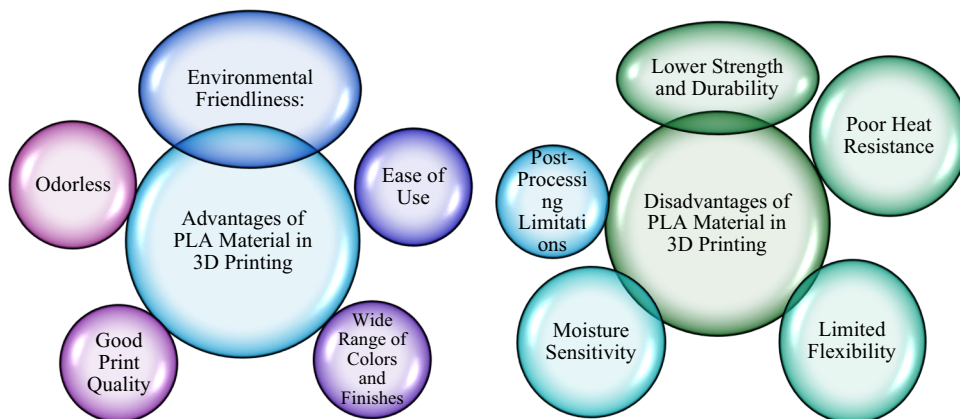 Environmental
Friendliness:
Odorless
Ease of
Use
Advantages of
PLA Material in
3D Printing
Good
Print
Quality
Wide
Range of
Colors
and
Finishes
Lower Strength
and Durability
Poor Heat
Resistance
Post-
Processi
ng
Limitati
ons
Disadvantages of
PLA Material in
3D Printing
Moisture
Sensitivity
Limited
Flexibility